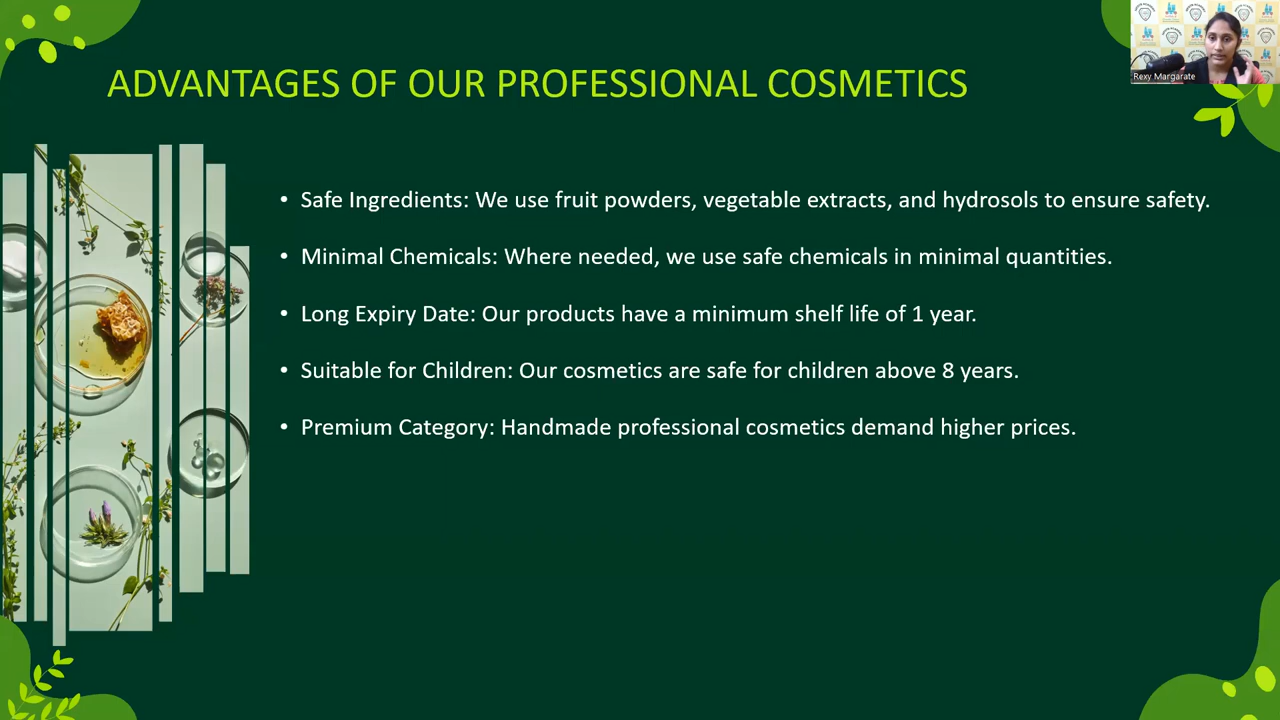 ADVANTAGES OF OUR PROFESSIONAL COSMETICS
Rexy Margarate
• Safe Ingredients: We use fruit powders, vegetable extracts, and hydrosols to ensure safety.
• Minimal Chemicals: Where needed, we use safe chemicals in minimal quantities.
• Long Expiry Date: Our products have a minimum shelf life of 1 year.
• Suitable for Children: Our cosmetics are safe for children above 8 years.
• Premium Category: Handmade professional cosmetics demand higher prices.